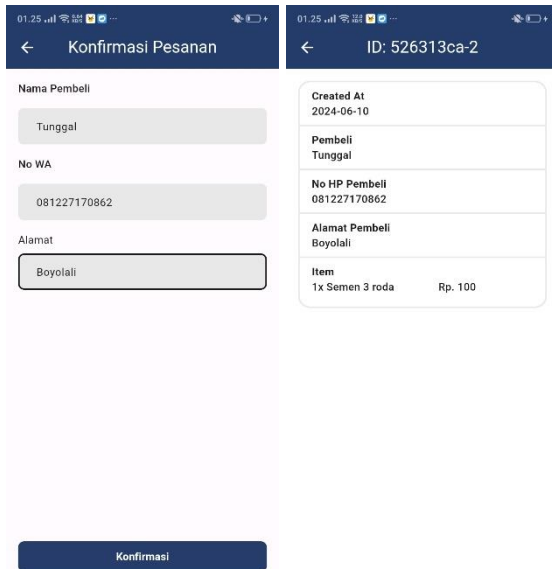 01.25
Konfirmasi Pesanan
Nama Pembeli
Tunggal
No WA
081227170862
Alamat
Boyolali
Konfirmasi
01.25
ID: 526313ca-2
Created At
2024-06-10
Pembeli
Tunggal
No HP Pembeli
081227170862
Alamat Pembeli
Boyolali
Item
1x Semen 3 roda Rp. 100